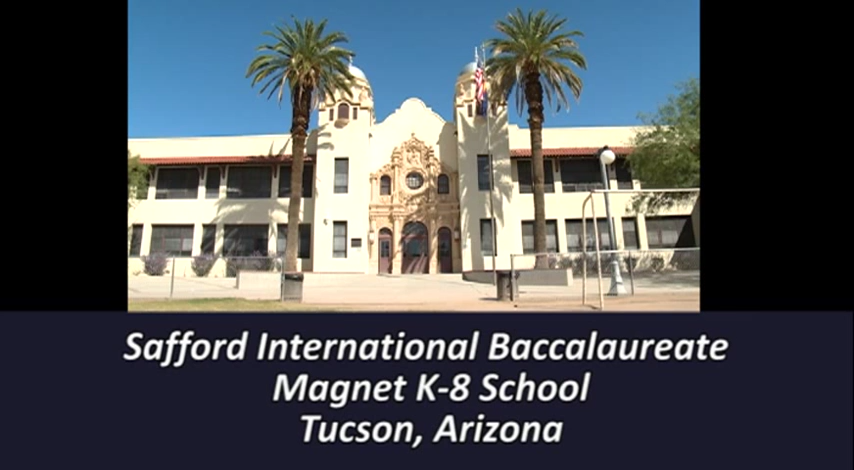 Safford International Baccalaureate
Magnet K-8 School
Tucson, Arizona